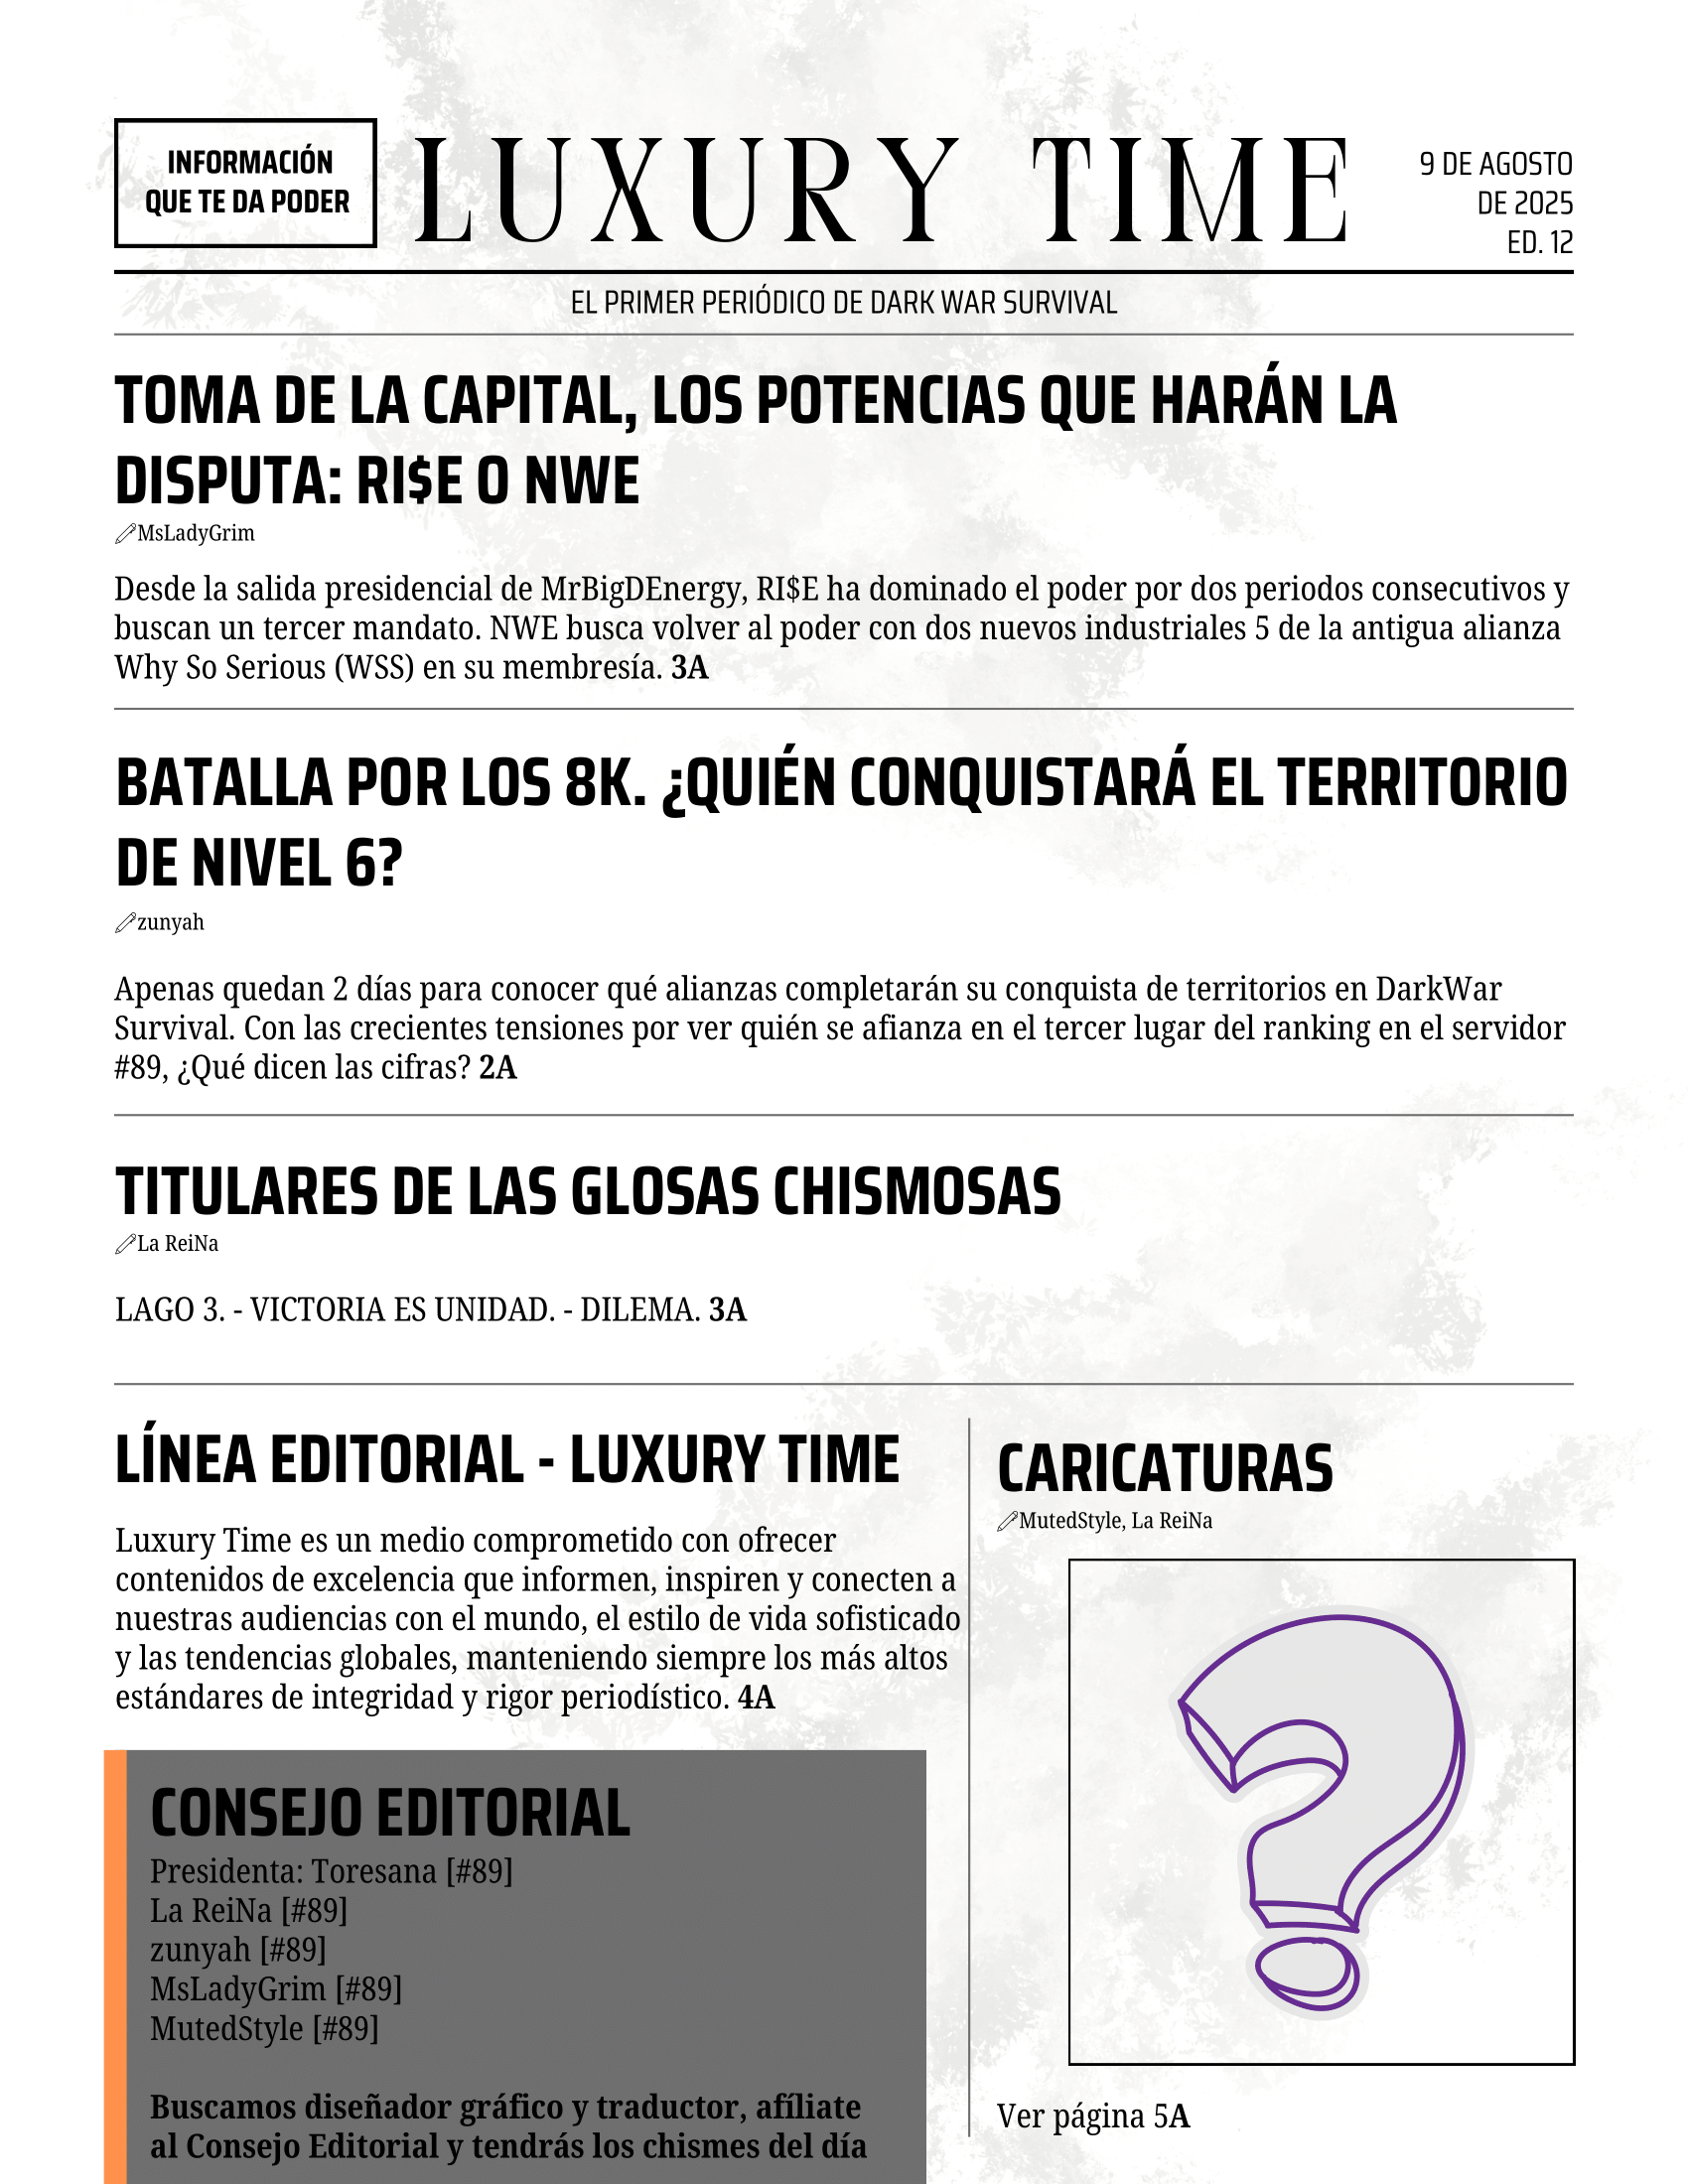 INFORMACIÓN
QUE TE DA PODER
LUXURY TIME
9 DE AGOSTO
DE 2025
ED. 12
EL PRIMER PERIÓDICO DE DARK WAR SURVIVAL
TOMA DE LA CAPITAL, LOS POTENCIAS QUE HARÁN LA
DISPUTA: RI$E O NWE
MsLadyGrim
Desde la salida presidencial de MrBigDEnergy, RI$E ha dominado el poder por dos periodos consecutivos y
buscan un tercer mandato. NWE busca volver al poder con dos nuevos industriales 5 de la antigua alianza
Why So Serious (WSS) en su membresía. 3A
BATALLA POR LOS 8K. ¿QUIÉN CONQUISTARÁ EL TERRITORIO
DE NIVEL 6?
zunyah
Apenas quedan 2 días para conocer qué alianzas completarán su conquista de territorios en DarkWar
Survival. Con las crecientes tensiones por ver quién se afianza en el tercer lugar del ranking en el servidor
#89, ¿Qué dicen las cifras? 2A
TITULARES DE LAS GLOSAS CHISMOSAS
La ReiNa
LAGO 3. - VICTORIA ES UNIDAD. - DILEMA. 3A
LÍNEA EDITORIAL - LUXURY TIME
Luxury Time es un medio comprometido con ofrecer
contenidos de excelencia que informen, inspiren y conecten a
nuestras audiencias con el mundo, el estilo de vida sofisticado
y las tendencias globales, manteniendo siempre los más altos
estándares de integridad y rigor periodístico. 4A
CONSEJO EDITORIAL
Presidenta: Toresana [#89]
La ReiNa [#89]
zunyah [#89]
MsLadyGrim [#89]
MutedStyle [#89]
Buscamos diseñador gráfico y traductor, afíliate
al Consejo Editorial y tendrás los chismes del día
CARICATURAS
MutedStyle, La ReiNa
Ver página 5A